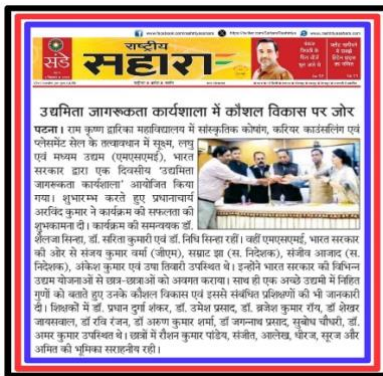 राष्ट्रीय
सहारा
संडे
उद्यमिता जागरूकता कार्यशाला में कौशल विकास पर जोर
पटना। राम कृष्ण द्वारिका महाविद्यालय में सांस्कृतिक कोषांग, करियर काउंसलिंग एवं
प्लेसमेंट सेल के तत्वावधान में सूक्ष्म, लघु
एवं मध्यम उद्यम (एमएसएमई), भारत
सरकार द्वारा एक दिवसीय 'उद्यमिता
जागरूकता कार्यशाला' आयोजित किया
गया। शुभारम्भ करते हुए प्रधानाचार्य
अरविंद कुमार ने कार्यक्रम की सफलता की
शुभकामना दी। कार्यक्रम की समन्वयक डॉ.
शैलजा सिन्हा, डॉ. सरिता कुमारी एवं डॉ. निधि सिन्हा रहीं। वहीं एमएसएमई, भारत सरकार
की ओर से संजय कुमार वर्मा (जीएम), सम्राट झा (स. निदेशक), संजीव आजाद (स.
निदेशक), अंकेश कुमार एवं उषा तिवारी उपस्थित थे। इन्होंने भारत सरकार की विभिन्न
उद्यम योजनाओं से छात्र-छात्राओं को अवगत कराया। साथ ही एक अच्छे उद्यमी में निहित
गुणों को बताते हुए उनके कौशल विकास एवं इससे संबंधित प्रशिक्षणों की भी जानकारी
दी। शिक्षकों में डॉ. प्रधान दुर्गा शंकर, डॉ. उमेश प्रसाद, डॉ. ब्रजेश कुमार रॉय, डॉ शेखर
जायसवाल, डॉ रवि रंजन, डॉ अरुण कुमार शर्मा, डॉ जगन्नाथ प्रसाद, सुबोध चौधरी, डॉ.
अमर कुमार उपस्थित थे। छात्रों में रौशन कुमार पांडेय, संजीत, आलेख, धीरज, सूरज और
अमित की भूमिका सराहनीय रही।